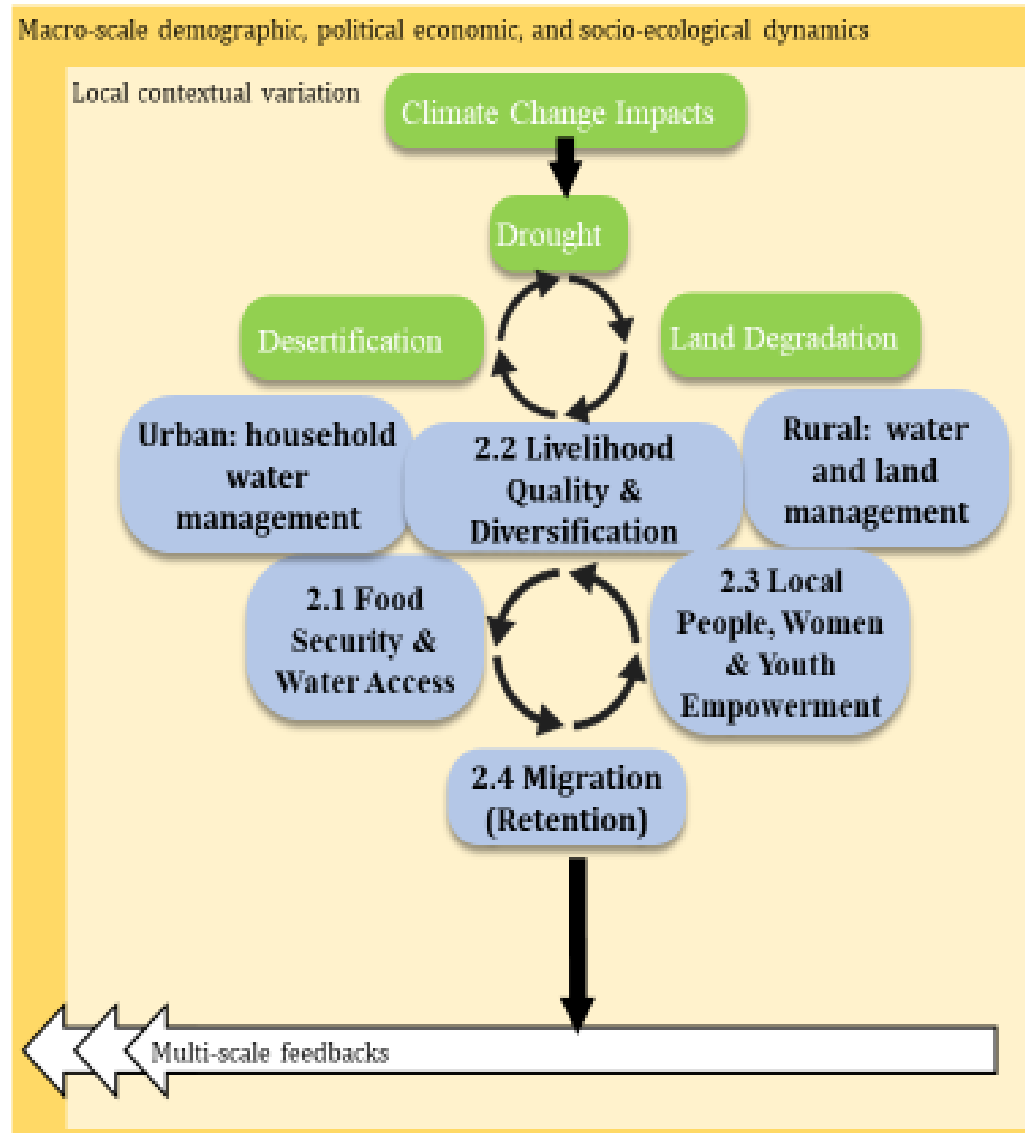 Macro-scale demographic, political economic, and socio-ecological dynamics
Local contextual variation
Climate Change Impacts
Drought
Desertification
Land Degradation
Urban: household
water
management
2.2 Livelihood
Quality &
Diversification
Rural: water
and land
management
2.1 Food
Security &
Water Access
2.3 Local
People, Women
& Youth
Empowerment
2.4 Migration
(Retention)
Multi-scale feedbacks